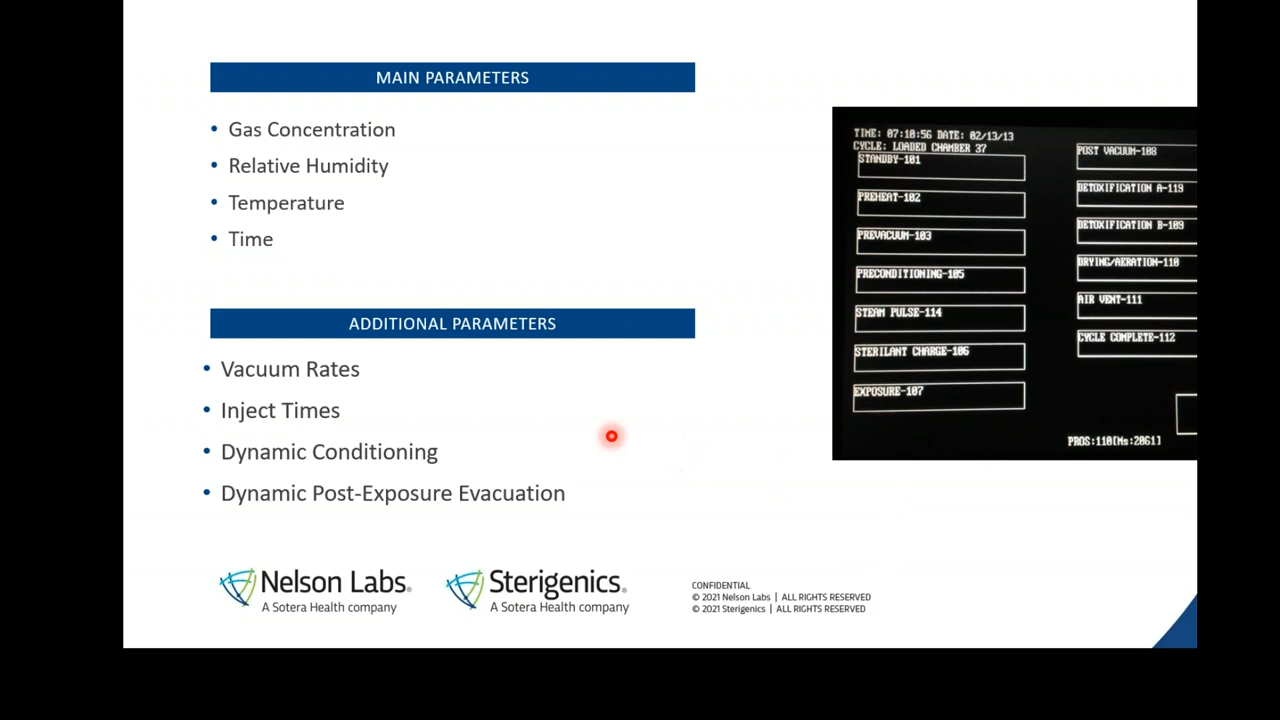 MAIN PARAMETERS
• Gas Concentration
• Relative Humidity
• Temperature
• Time
ADDITIONAL PARAMETERS
• Vacuum Rates
• Inject Times
• Dynamic Conditioning
• Dynamic Post-Exposure Evacuation
TIME: 07:10:56 DATE: 02/13/13
CYCLE: LOADED CHAMBER 37
STANDBY-101
PREHEAT-102
PREVACUUM-103
PRECONDITIONING-105
STEAM PULSE-114
STERILANT CHARGE-106
EXPOSURE-107
POST VACUUM-108
DETOXIFICATION A-119
DETOXIFICATION B-109
DRYING/AERATION-110
AIR VENT-111
CYCLE COMPLETE-112
PROS:110[Ms:2061]
Nelson Labs®
A Sotera Health company
Sterigenics®
A Sotera Health company
CONFIDENTIAL
© 2021 Nelson Labs | ALL RIGHTS RESERVED
© 2021 Sterigenics | ALL RIGHTS RESERVED